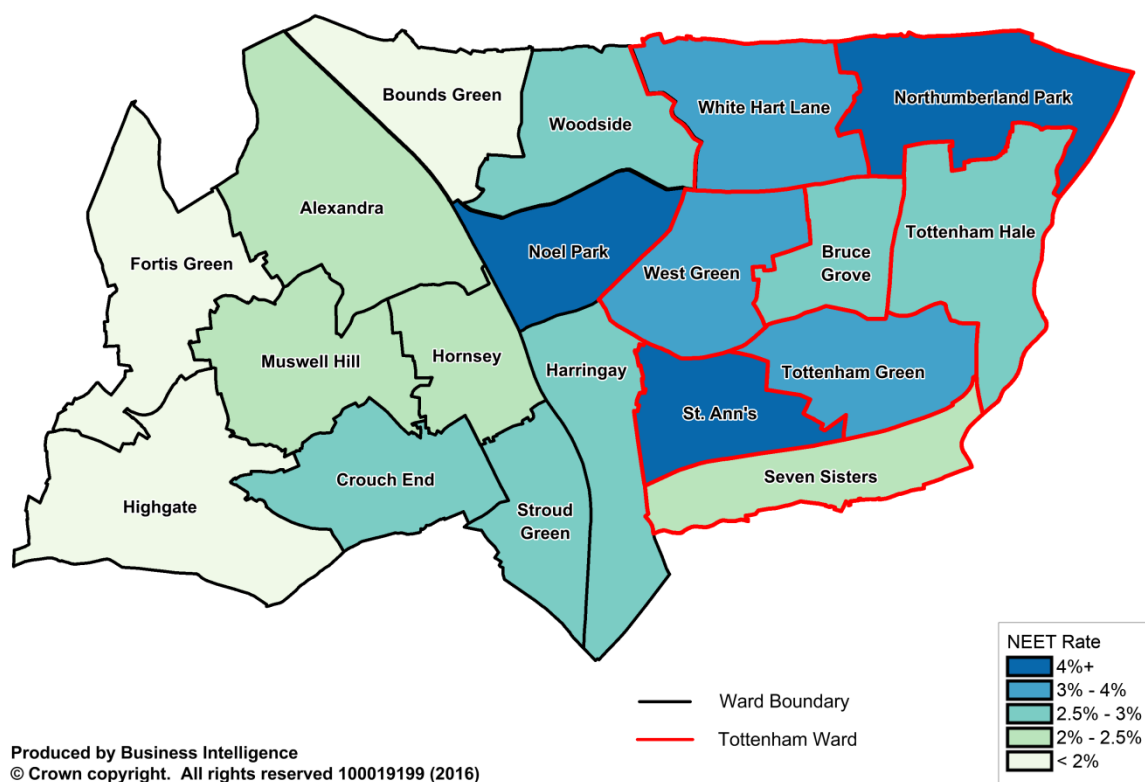 Bounds Green
Woodside
White Hart Lane
Northumberland Park
Alexandra
Noel Park
Tottenham Hale
Fortis Green
West Green
Bruce
Grove
Muswell Hill
Hornsey
Harringay
Tottenham Green
St. Ann's
Crouch End
Seven Sisters
Highgate
Stroud
Green
NEET Rate
4%+
3% - 4%
2.5% - 3%
2% - 2.5%
< 2%
Ward Boundary
Tottenham Ward
Produced by Business Intelligence
© Crown copyright. All rights reserved 100019199 (2016)